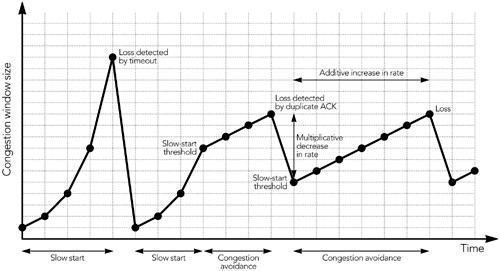 Loss detected
by timeout
Additive increase in rate
Loss detected
by duplicate ACK
Loss
Multiplicative
decrease
in rate
Slow-start
threshold
Slow-start
threshold
Congestion window size
Time
Slow start
Slow start
Congestion
avoidance
Congestion avoidance